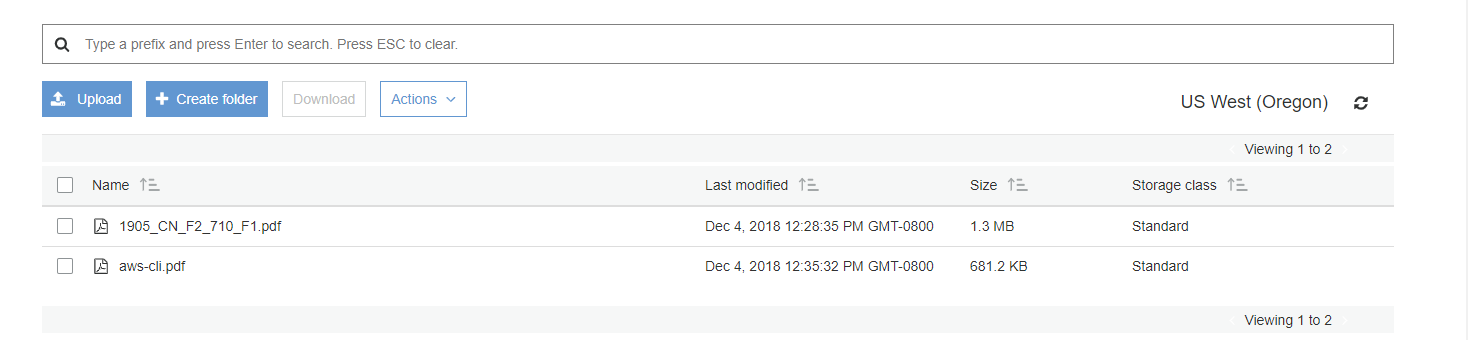 Type a prefix and press Enter to search. Press ESC to clear.
Upload Create folder Download Actions US West (Oregon)
Viewing 1 to 2
Name Last modified Size Storage class
1905_CN_F2_710_F1.pdf Dec 4, 2018 12:28:35 PM GMT-0800 1.3 MB Standard
aws-cli.pdf Dec 4, 2018 12:35:32 PM GMT-0800 681.2 KB Standard
Viewing 1 to 2